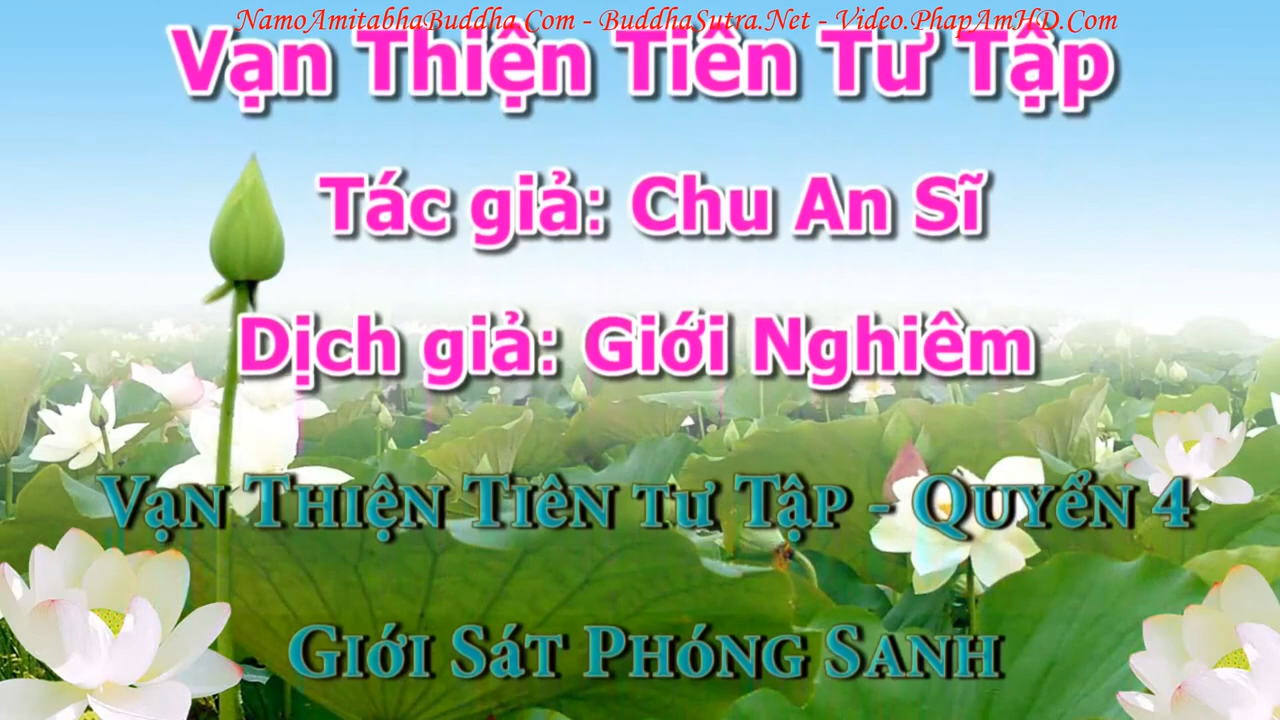 NamoAmitabhaBuddha.Com - BuddhaSutra.Net - Video.PhapAmHD.Com
Vạn Thiện Tiên Tư Tập
Tác giả: Chu An Sĩ
Dịch giả: Giới Nghiêm
Vạn Thiện Tiên tư Tập - Quyển 4
Giới Sát Phóng Sanh